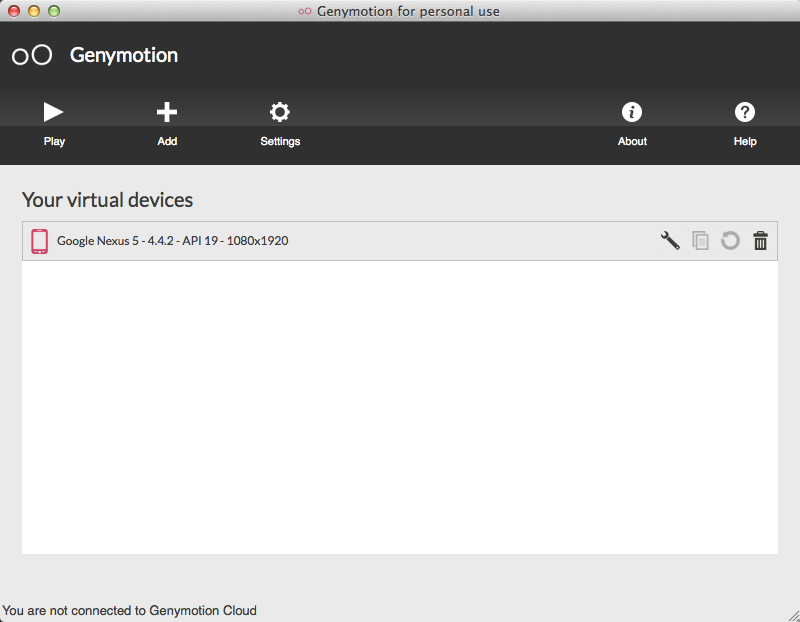 Genymotion for personal use
Genymotion
Play
Add
Settings
About
Help
Your virtual devices
Google Nexus 5 - 4.4.2 - API 19 - 1080x1920
You are not connected to Genymotion Cloud